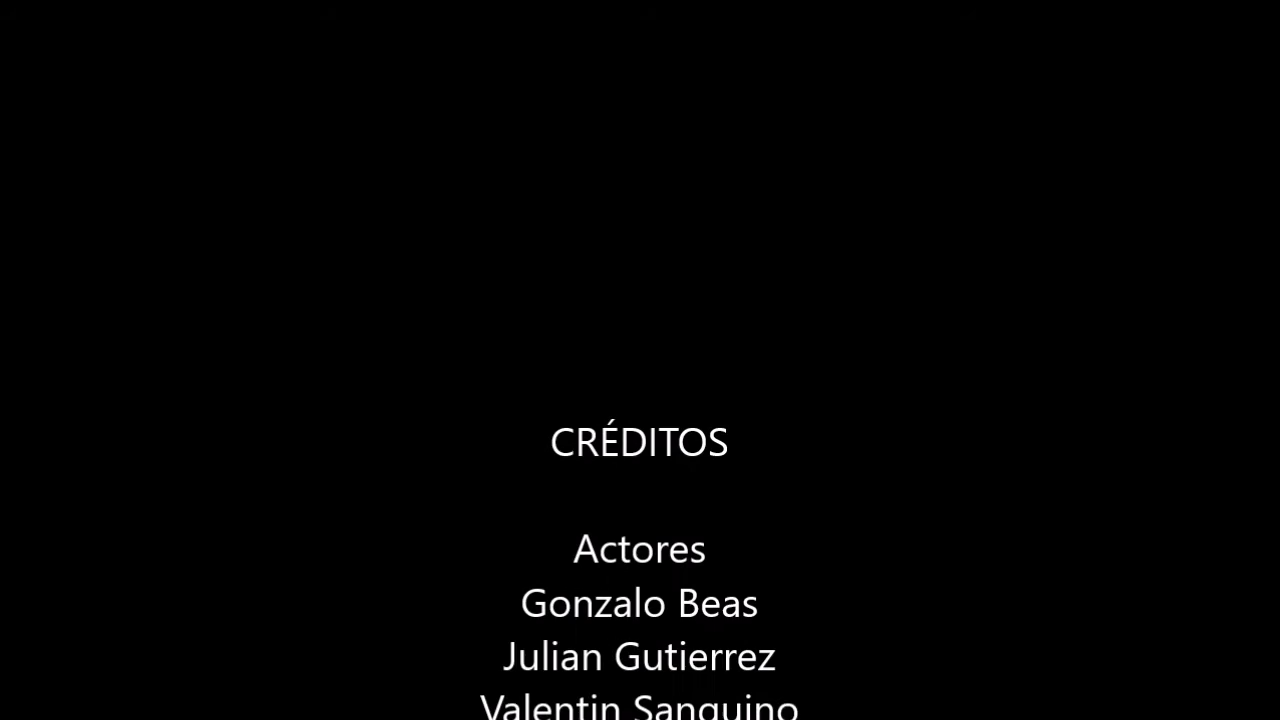 CRÉDITOS
Actores
Gonzalo Beas
Julian Gutierrez
Valentin Sanguino